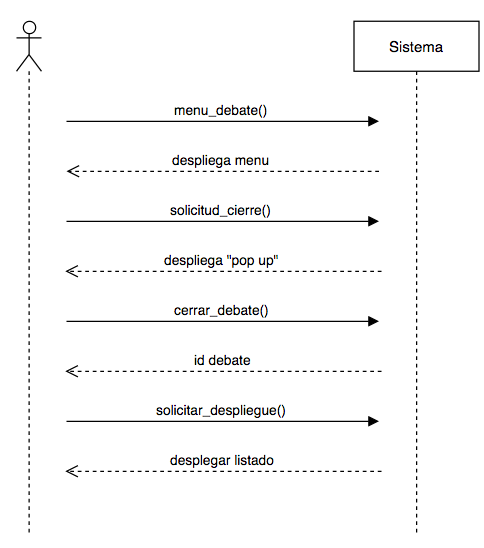 Sistema
menu_debate()
despliega menu
solicitud_cierre()
despliega "pop up"
cerrar_debate()
id debate
solicitar_despliegue()
desplegar listado